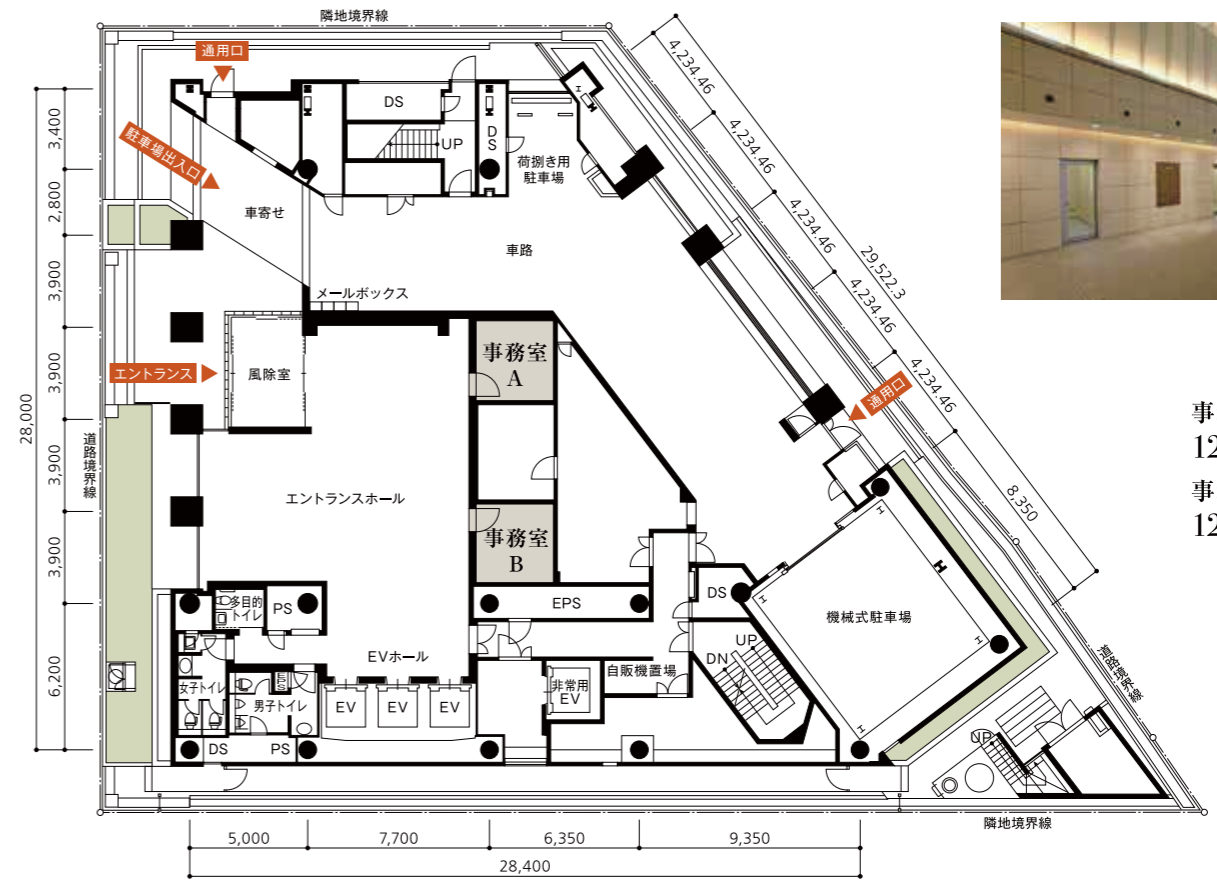 隣地境界線
通用口
駐車場出入口
DS
UP
DS
荷捌き用
駐車場
車寄せ
車路
メールボックス
エントランス
風除室
事務室
A
エントランスホール
事務室
B
通用口
道路境界線
多目的
トイレ
PS
EPS
DS
機械式駐車場
EVホール
女子トイレ
男子トイレ
EV
EV
EV
非常用
EV
自販機置場
UP
DN
DS
PS
UP
道路境界線
隣地境界線
3,400
2,800
3,900
3,900
3,900
3,900
6,200
28,000
4,234.46
4,234.46
4,234.46
4,234.46
4,234.46
8,350
29,522.3
5,000
7,700
6,350
9,350
28,400
事
12
事
12